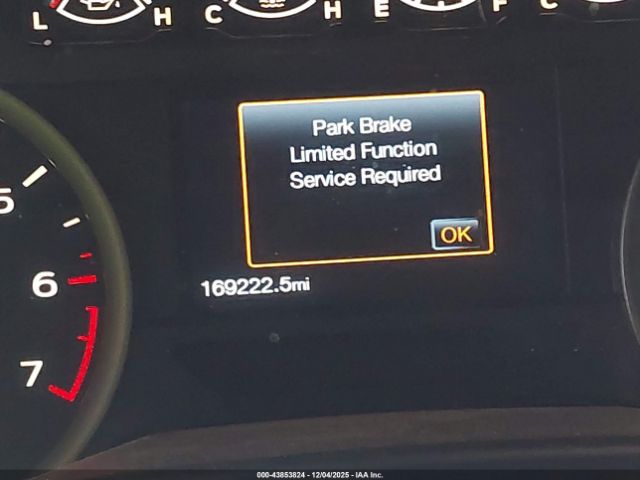 L H C H E F C
Park Brake
Limited Function
Service Required
OK
5
6
7
169222.5mi
000-43853824 - 12/04/2025 - IAA Inc.